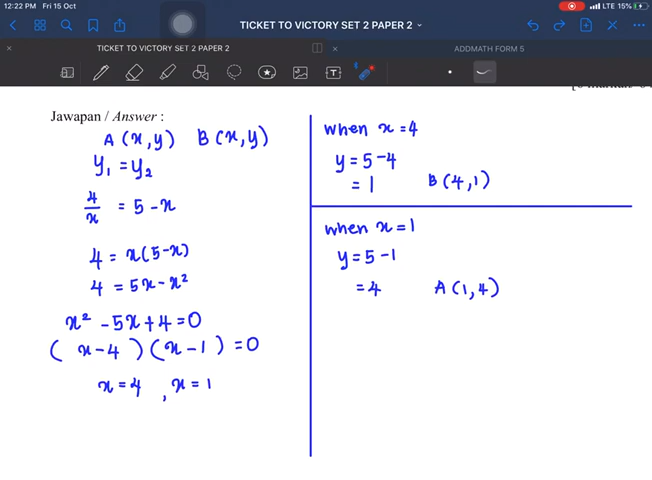 12:22 PM Fri 15 Oct
LTE 15%
TICKET TO VICTORY SET 2 PAPER 2
TICKET TO VICTORY SET 2 PAPER 2
ADDMATH FORM 5
Jawapan / Answer :
A (x, y) B (x, y)
y₁ = y₂
4/x = 5 - x
4 = x(5-x)
4 = 5x - x²
x² - 5x + 4 = 0
( x - 4 ) ( x - 1 ) = 0
x = 4 , x = 1
when x = 4
y = 5 - 4
= 1 B (4, 1)
when x = 1
y = 5 - 1
= 4 A (1, 4)